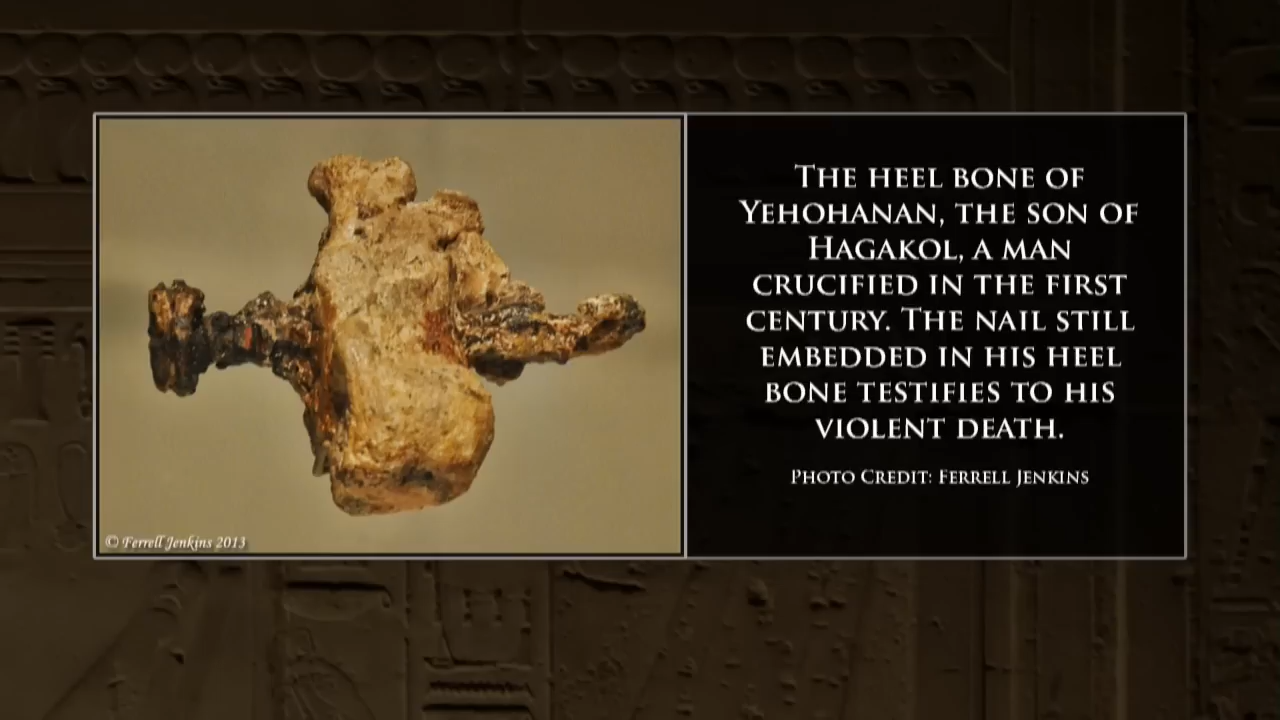 The heel bone of
Yehohanan, the son of
Hagakol, a man
crucified in the first
century. The nail still
embedded in his heel
bone testifies to his
violent death.
Photo Credit: Ferrell Jenkins
© Ferrell Jenkins 2013